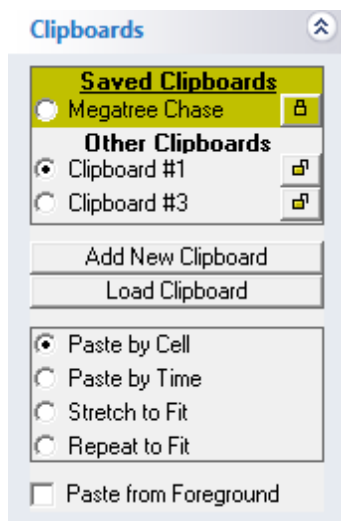 Clipboards
Saved Clipboards
Megatree Chase
Other Clipboards
Clipboard #1
Clipboard #3
Add New Clipboard
Load Clipboard
Paste by Cell
Paste by Time
Stretch to Fit
Repeat to Fit
Paste from Foreground